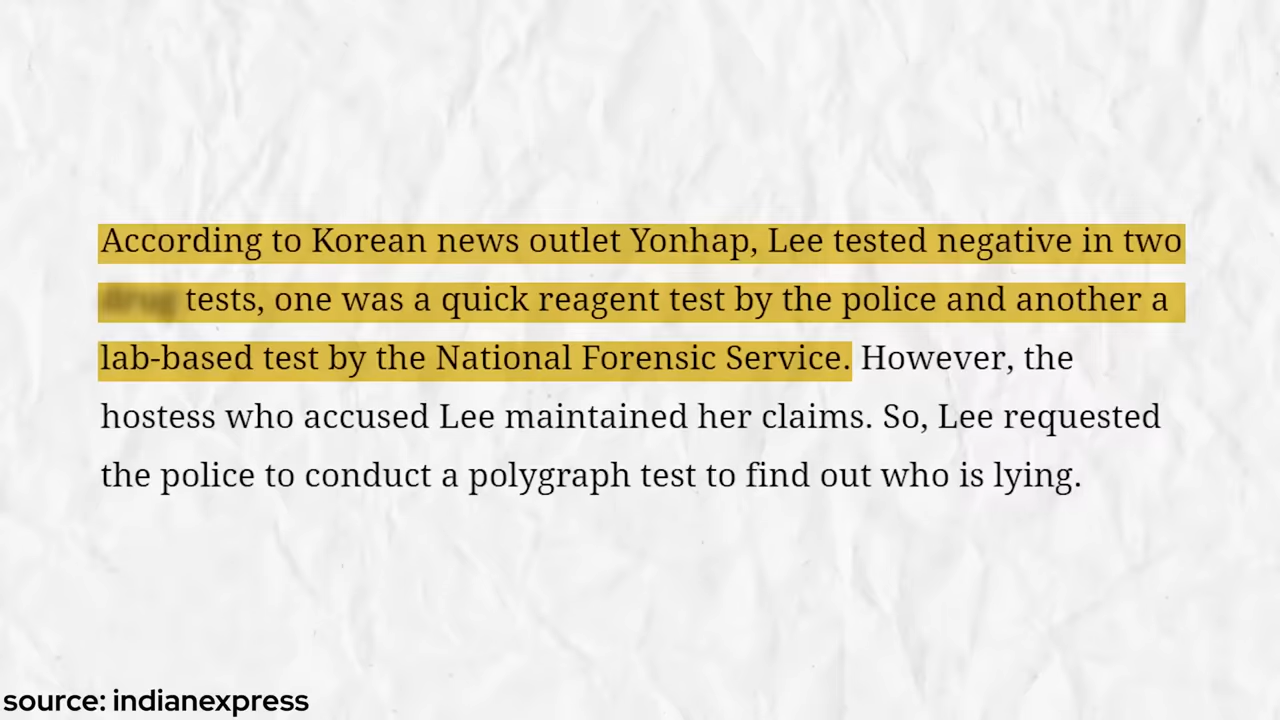 According to Korean news outlet Yonhap, Lee tested negative in two
tests, one was a quick reagent test by the police and another a
lab-based test by the National Forensic Service. However, the
hostess who accused Lee maintained her claims. So, Lee requested
the police to conduct a polygraph test to find out who is lying.
source: indianexpress